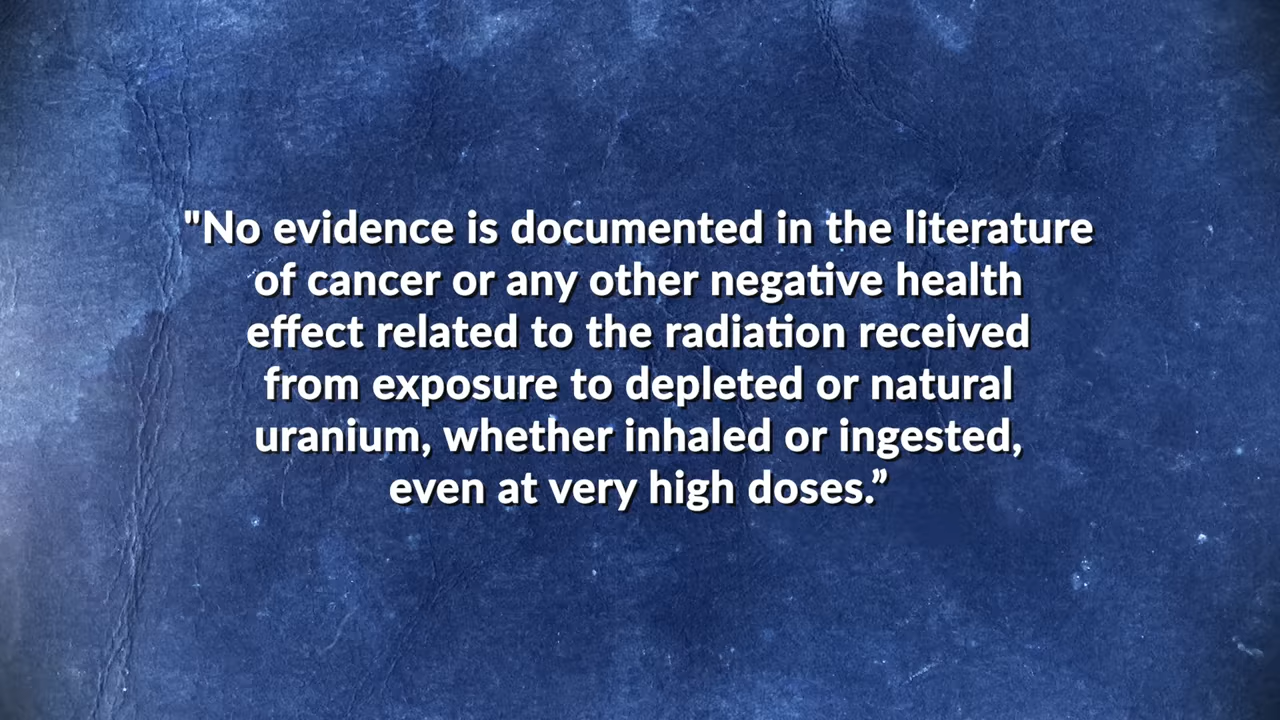 "No evidence is documented in the literature
of cancer or any other negative health
effect related to the radiation received
from exposure to depleted or natural
uranium, whether inhaled or ingested,
even at very high doses.”